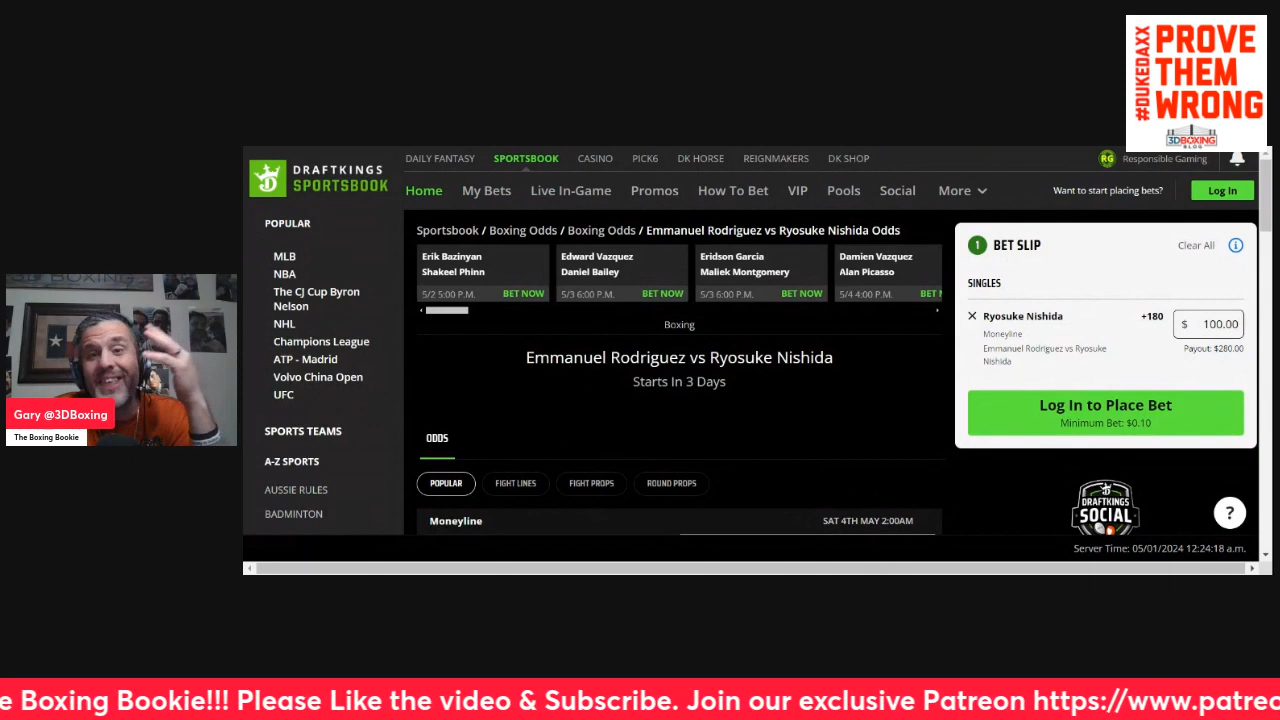 #DUKEDAXX
PROVE
THEM
WRONG
3DBOXING
BLOG
DRAFTKINGS
SPORTSBOOK
DAILY FANTASY SPORTSBOOK CASINO PICK6 DK HORSE REIGNMAKERS DK SHOP
RG Responsible Gaming
Home My Bets Live In-Game Promos How To Bet VIP Pools Social More
Want to start placing bets? Log In
POPULAR
MLB
NBA
The CJ Cup Byron
Nelson
NHL
Champions League
ATP - Madrid
Volvo China Open
UFC
SPORTS TEAMS
A-Z SPORTS
AUSSIE RULES
BADMINTON
Sportsbook / Boxing Odds / Boxing Odds / Emmanuel Rodriguez vs Ryosuke Nishida Odds
Erik Bazinyan
Shakeel Phinn
5/2 5:00 P.M. BET NOW
Edward Vazquez
Daniel Bailey
5/3 6:00 P.M. BET NOW
Eridson Garcia
Maliek Montgomery
5/3 6:00 P.M. BET NOW
Damien Vazquez
Alan Picasso
5/4 4:00 P.M. BET N
Boxing
Emmanuel Rodriguez vs Ryosuke Nishida
Starts In 3 Days
ODDS
POPULAR FIGHT LINES FIGHT PROPS ROUND PROPS
Moneyline SAT 4TH MAY 2:00AM
1 BET SLIP Clear All
SINGLES
Ryosuke Nishida +180 $ 100.00
Moneyline
Emmanuel Rodriguez vs Ryosuke
Nishida
Payout: $280.00
Log In to Place Bet
Minimum Bet: $0.10
DRAFTKINGS
SOCIAL
?
Server Time: 05/01/2024 12:24:18 a.m.
Gary @3DBoxing
The Boxing Bookie
e Boxing Bookie!!! Please Like the video & Subscribe. Join our exclusive Patreon https://www.patreo